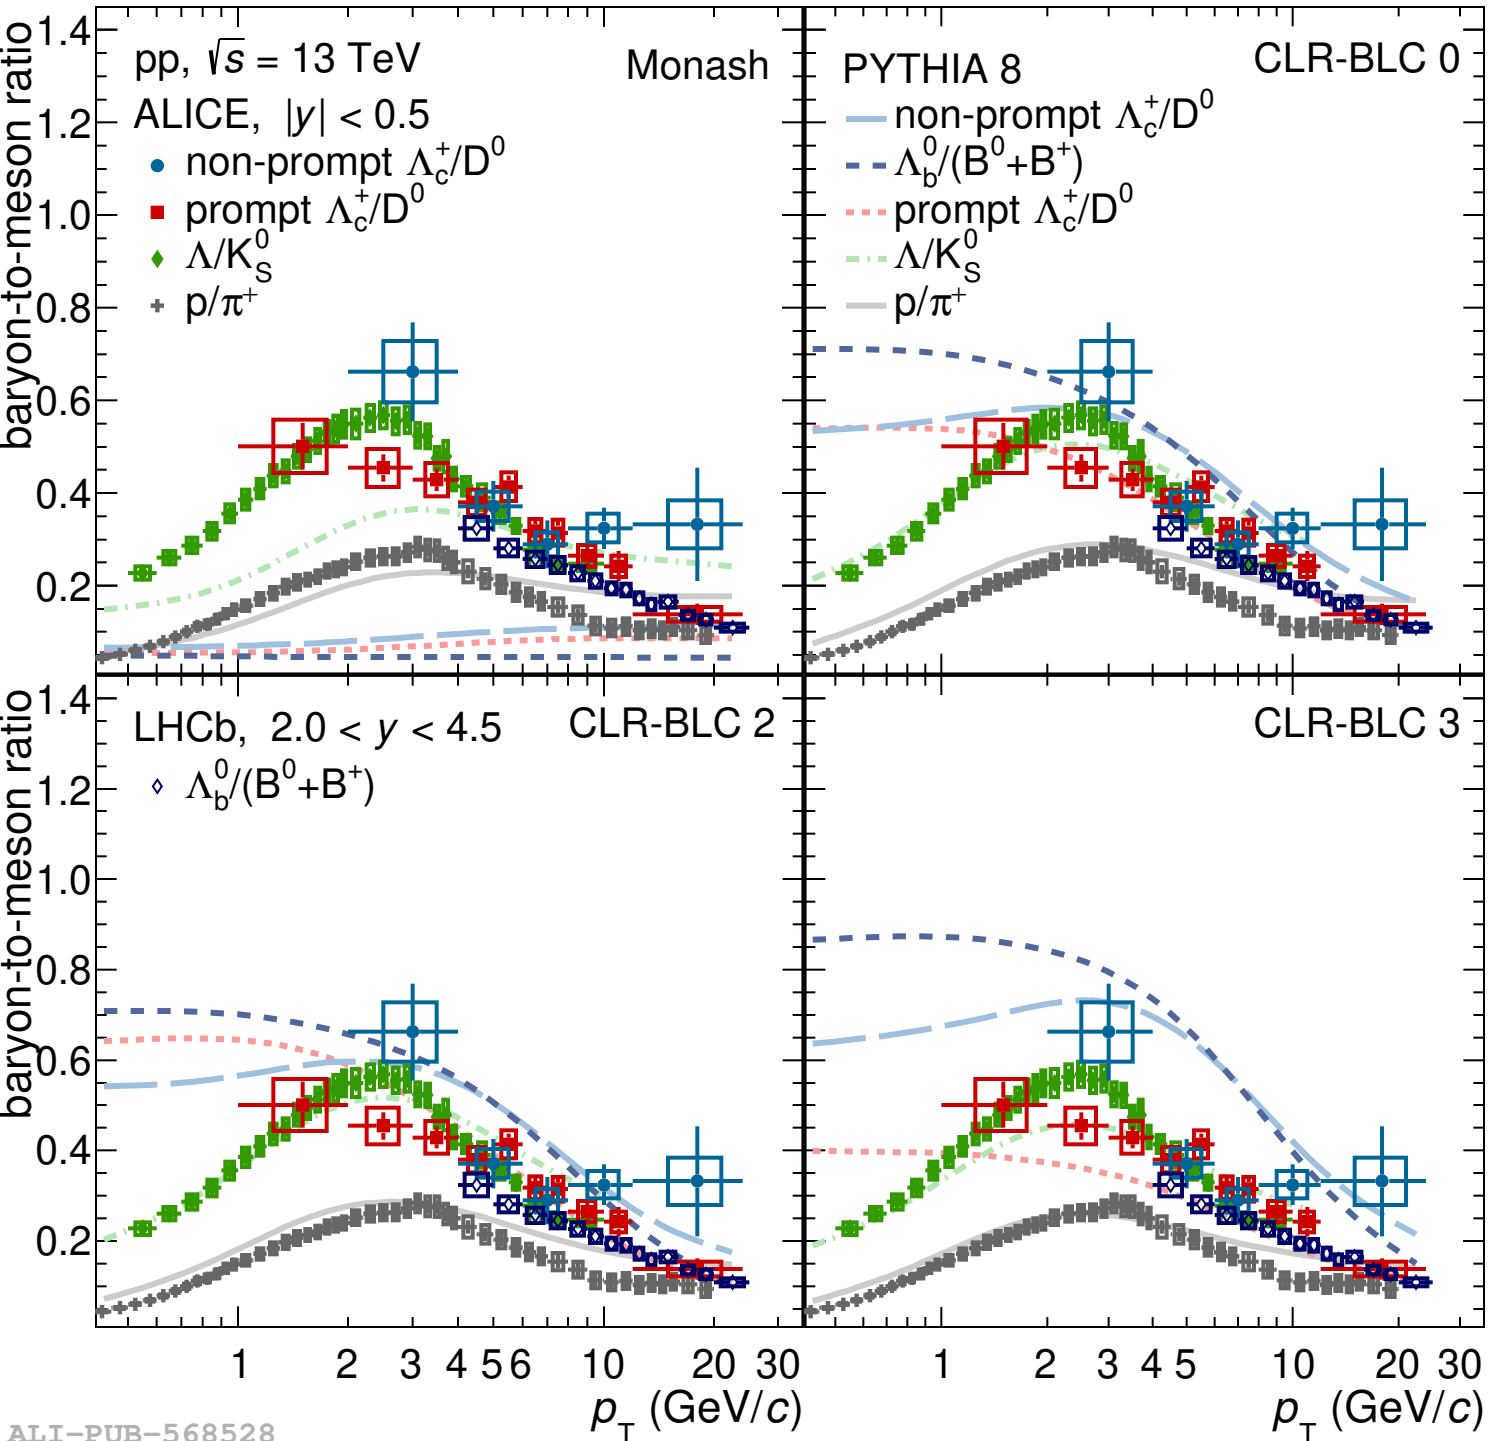 baryon-to-meson ratio
1.4
1.2
1.0
0.8
0.6
0.4
0.2
pp, √s = 13 TeV
Monash
ALICE, |y| < 0.5
non-prompt Λc+/D0
prompt Λc+/D0
Λ/KS0
p/π+
PYTHIA 8
CLR-BLC 0
non-prompt Λc+/D0
Λb0/(B0+B+)
prompt Λc+/D0
Λ/KS0
p/π+
baryon-to-meson ratio
1.4
1.2
1.0
0.8
0.6
0.4
0.2
LHCb, 2.0 < y < 4.5
CLR-BLC 2
Λb0/(B0+B+)
CLR-BLC 3
1 2 3 4 5 6 10 20 30
1 2 3 4 5 10 20 30
pT (GeV/c)
pT (GeV/c)
ALI-PUB-568528